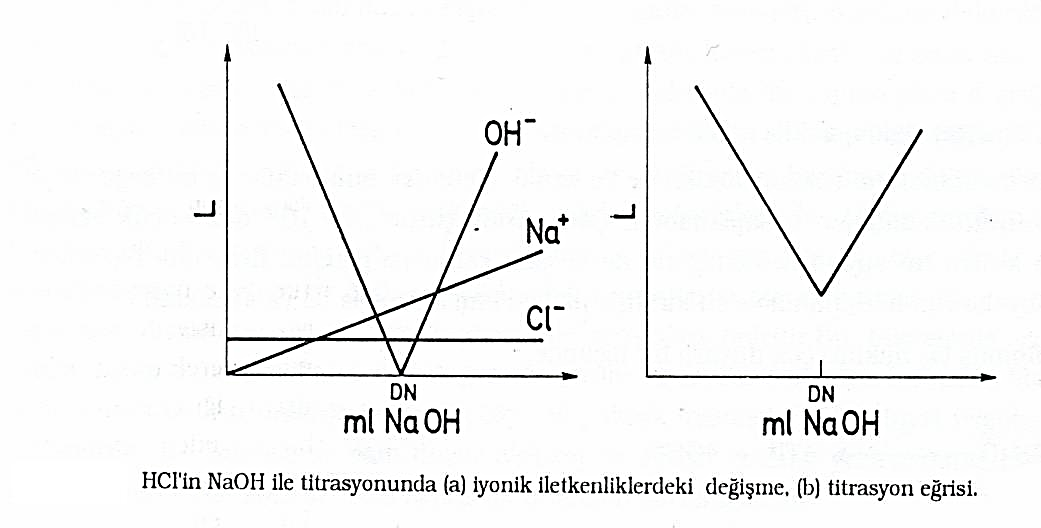 OH⁻
Na⁺
Cl⁻
L
DN
ml NaOH
L
DN
ml NaOH
HCl'in NaOH ile titrasyonunda (a) iyonik iletkenliklerdeki değişme, (b) titrasyon eğrisi.